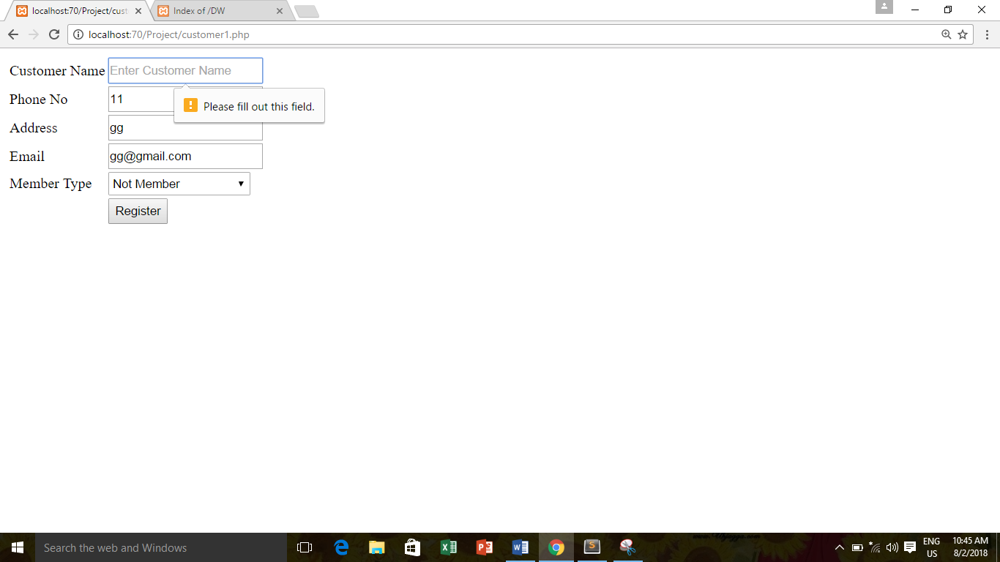 localhost:70/Project/cust
Index of /DW
localhost:70/Project/customer1.php
Customer Name Enter Customer Name
Phone No 11
Please fill out this field.
Address gg
Email gg@gmail.com
Member Type Not Member
Register
Search the web and Windows
ENG
US
10:45 AM
8/2/2018